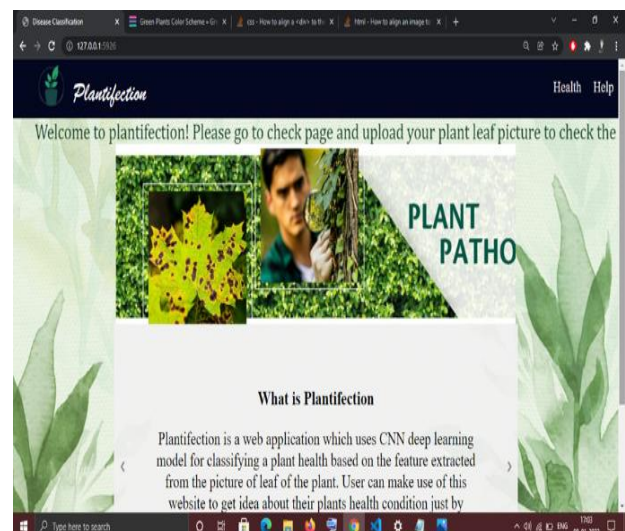 Disease Classification
Green Plants Color Scheme » Gr
css - How to align a <div> to th
html - How to align an image to
127.0.0.1:5926
Plantifection
Health Help
Welcome to plantifection! Please go to check page and upload your plant leaf picture to check the
PLANT
PATHO
What is Plantifection
Plantifection is a web application which uses CNN deep learning
model for classifying a plant health based on the feature extracted
from the picture of leaf of the plant. User can make use of this
website to get idea about their plants health condition just by
Type here to search
ENG